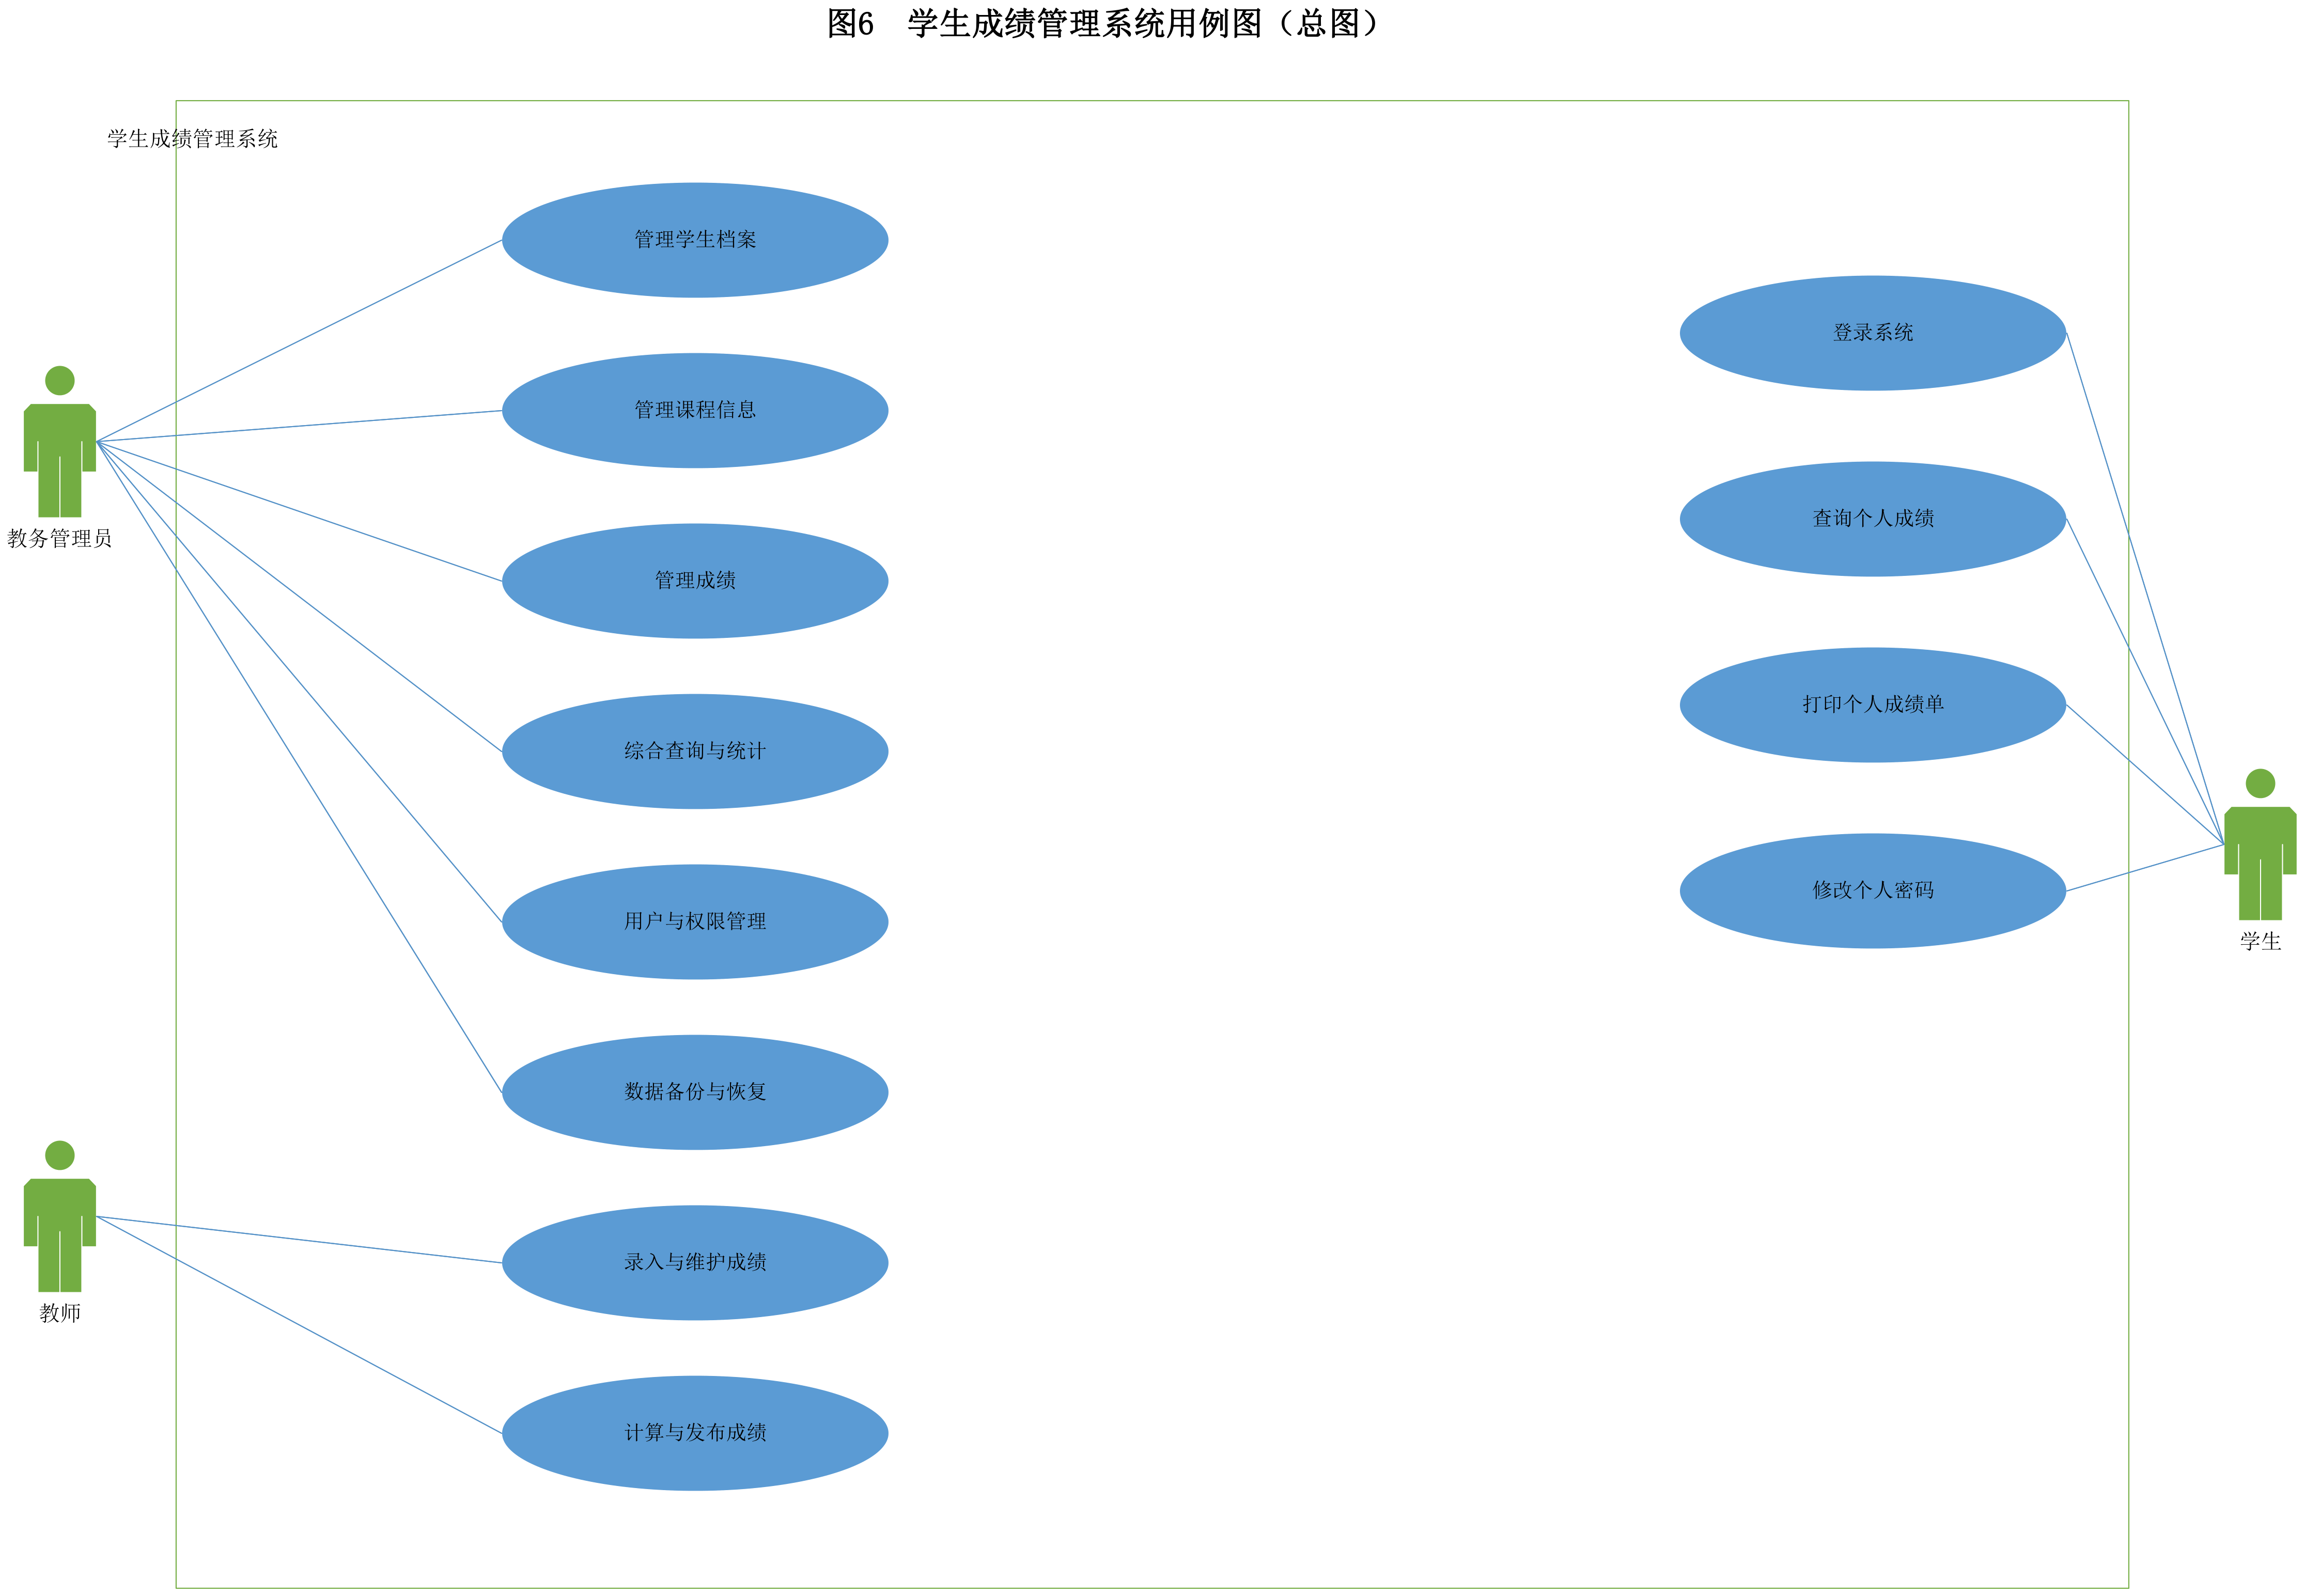 图6 学生成绩管理系统用例图（总图）
学生成绩管理系统
管理学生档案
管理课程信息
管理成绩
综合查询与统计
用户与权限管理
数据备份与恢复
录入与维护成绩
计算与发布成绩
教务管理员
教师
登录系统
查询个人成绩
打印个人成绩单
修改个人密码
学生